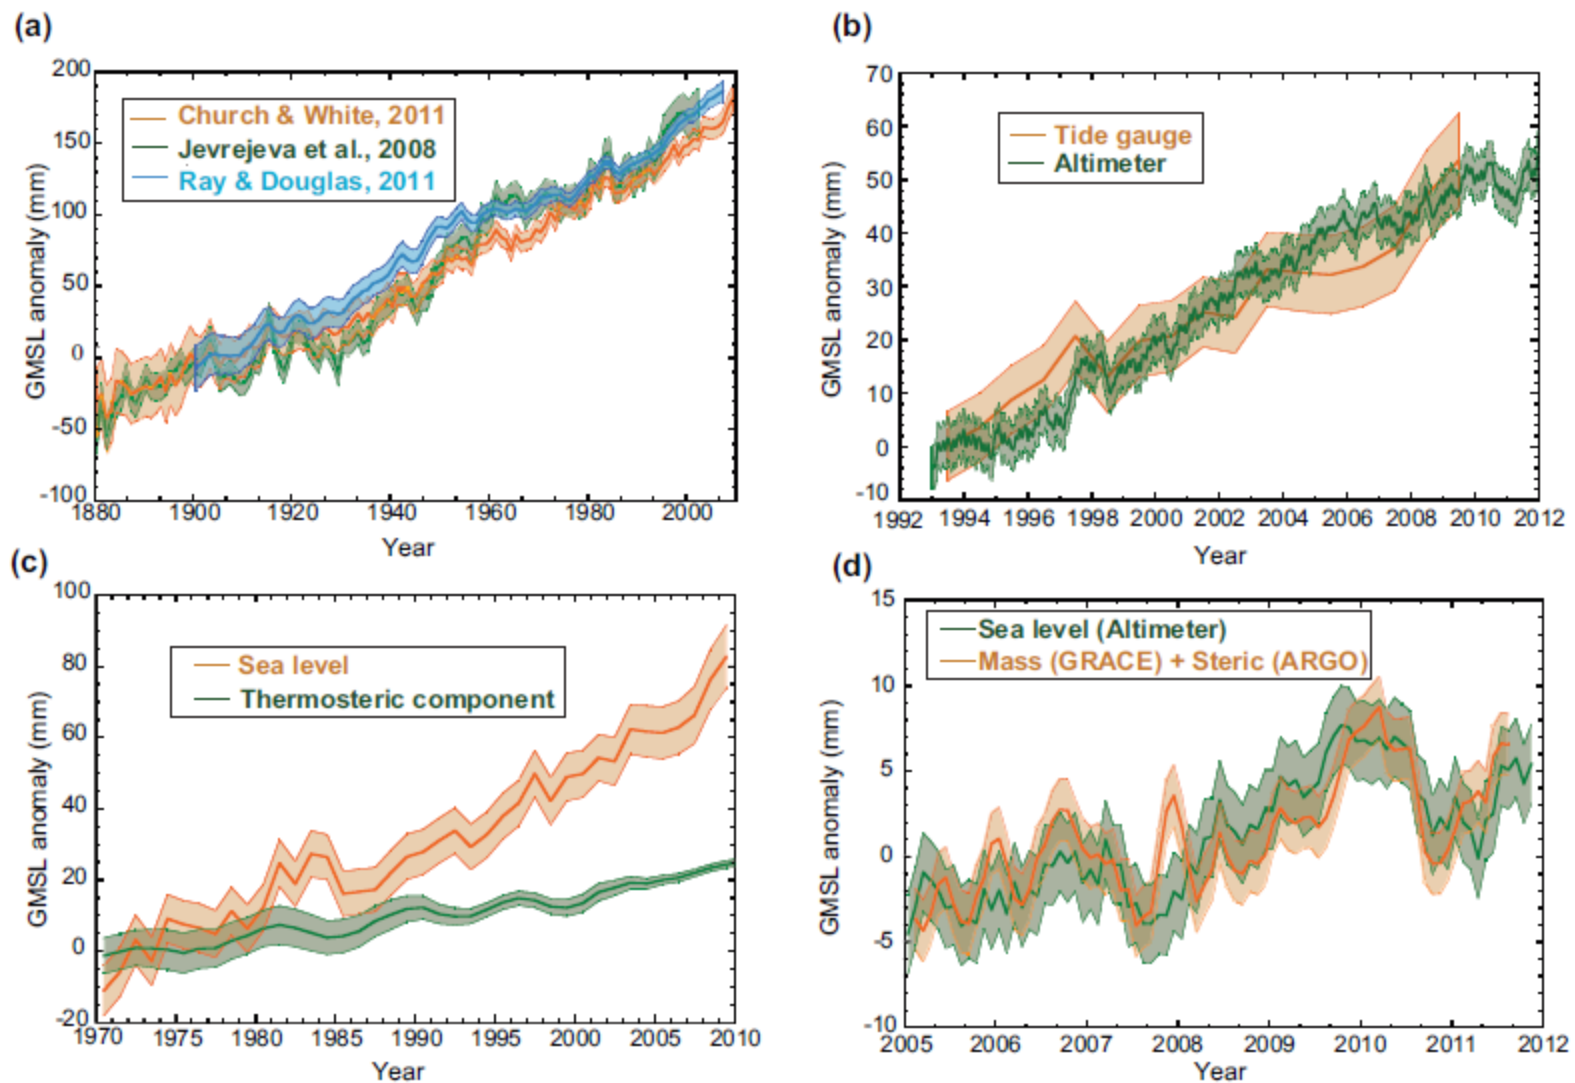 (a)
200
150
100
50
0
-50
-100
GMSL anomaly (mm)
Church & White, 2011
Jevrejeva et al., 2008
Ray & Douglas, 2011
1880 1900 1920 1940 1960 1980 2000
Year
(b)
70
60
50
40
30
20
10
0
-10
GMSL anomaly (mm)
Tide gauge
Altimeter
1992 1994 1996 1998 2000 2002 2004 2006 2008 2010 2012
Year
(c)
100
80
60
40
20
0
-20
GMSL anomaly (mm)
Sea level
Thermosteric component
1970 1975 1980 1985 1990 1995 2000 2005 2010
Year
(d)
15
10
5
0
-5
-10
GMSL anomaly (mm)
Sea level (Altimeter)
Mass (GRACE) + Steric (ARGO)
2005 2006 2007 2008 2009 2010 2011 2012
Year